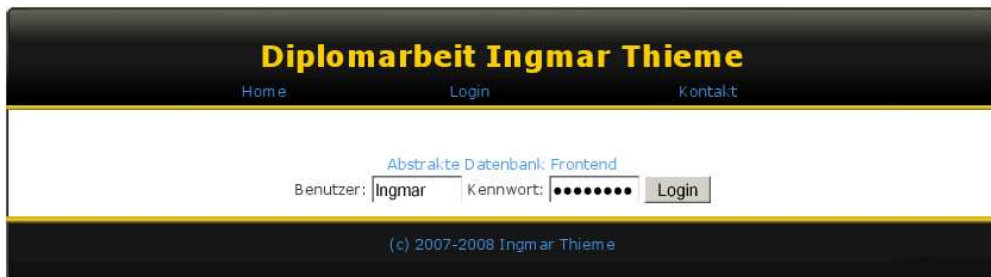 Diplomarbeit Ingmar Thieme
Home Login Kontakt
Abstrakte Datenbank Frontend
Benutzer: Ingmar Kennwort: ●●●●●●●● Login
(c) 2007-2008 Ingmar Thieme